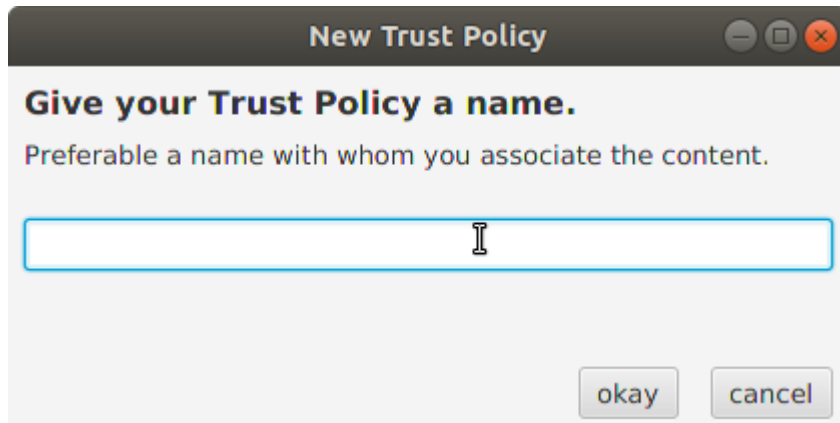 New Trust Policy
Give your Trust Policy a name.
Preferable a name with whom you associate the content.
okay
cancel